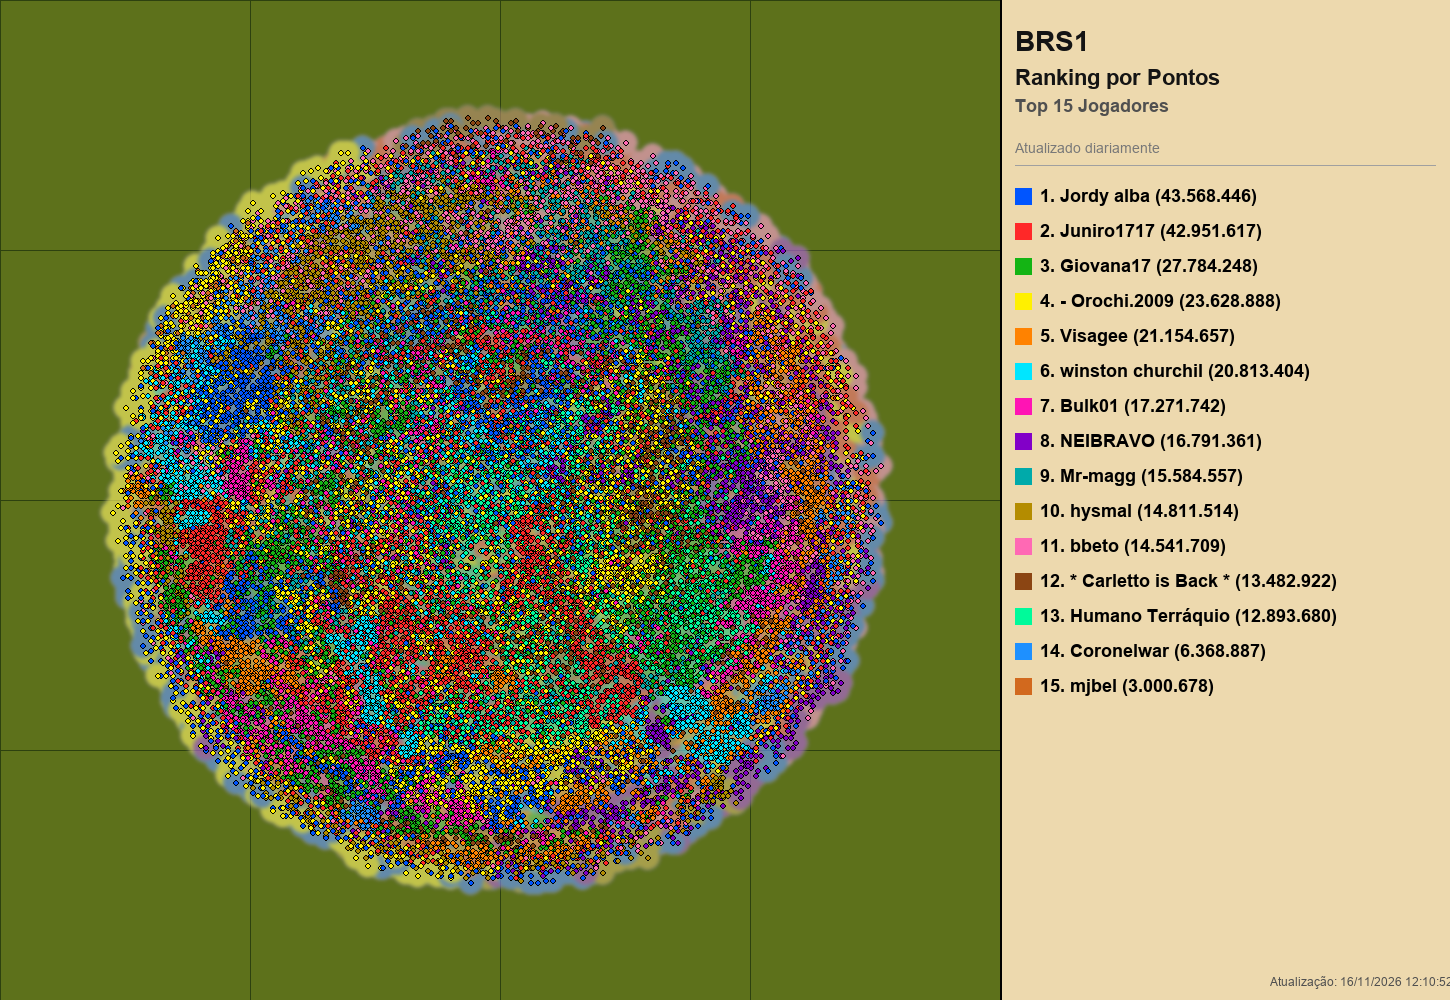 BRS1
Ranking por Pontos
Top 15 Jogadores
Atualizado diariamente
1. Jordy alba (43.568.446)
2. Juniro1717 (42.951.617)
3. Giovana17 (27.784.248)
4. - Orochi.2009 (23.628.888)
5. Visagee (21.154.657)
6. winston churchil (20.813.404)
7. Bulk01 (17.271.742)
8. NEIBRAVO (16.791.361)
9. Mr-magg (15.584.557)
10. hysmal (14.811.514)
11. bbeto (14.541.709)
12. * Carletto is Back * (13.482.922)
13. Humano Terráquio (12.893.680)
14. Coronelwar (6.368.887)
15. mjbel (3.000.678)
Atualização: 16/11/2026 12:10:52